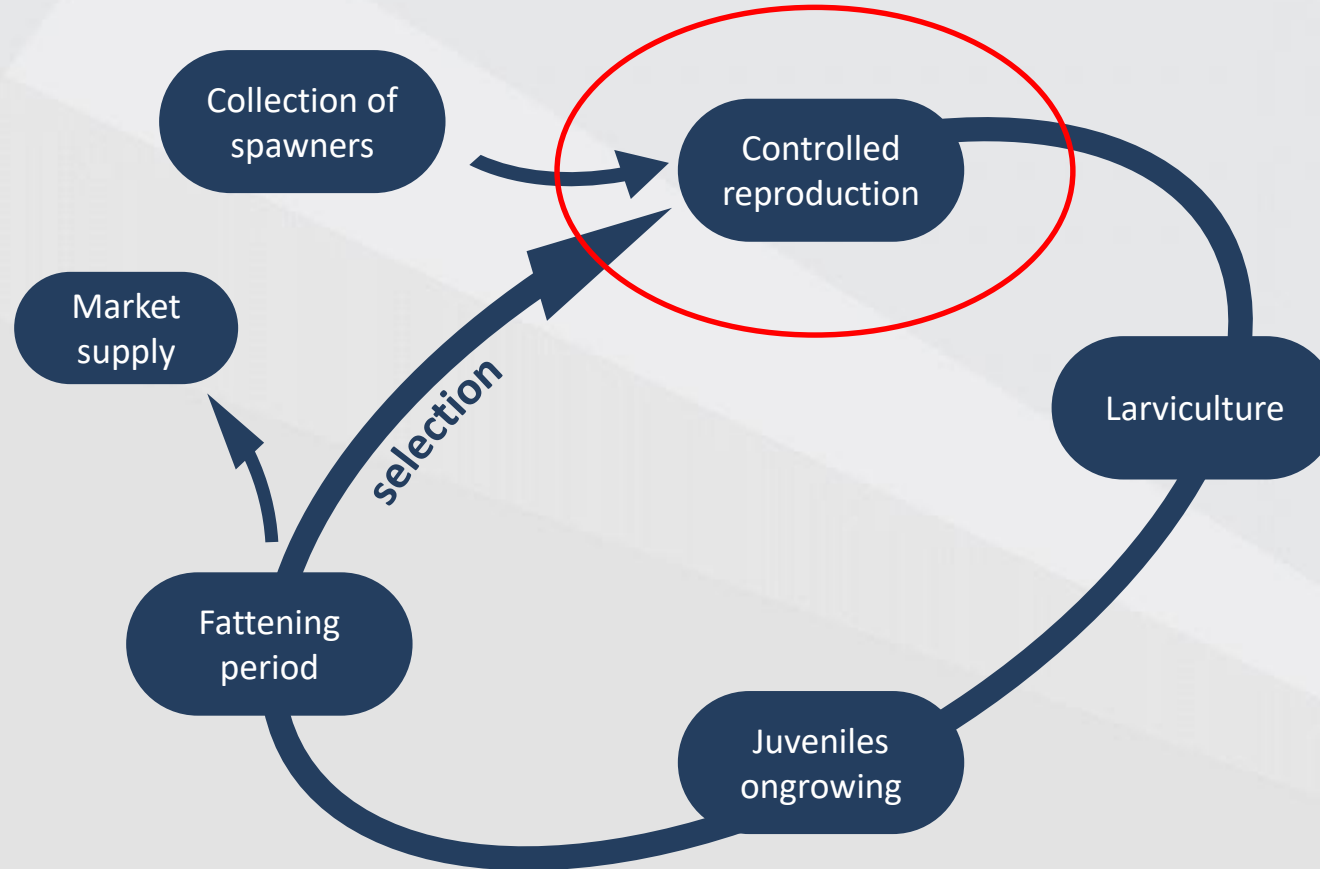 Collection of
spawners
Controlled
reproduction
Market
supply
selection
Larviculture
Fattening
period
Juveniles
ongrowing